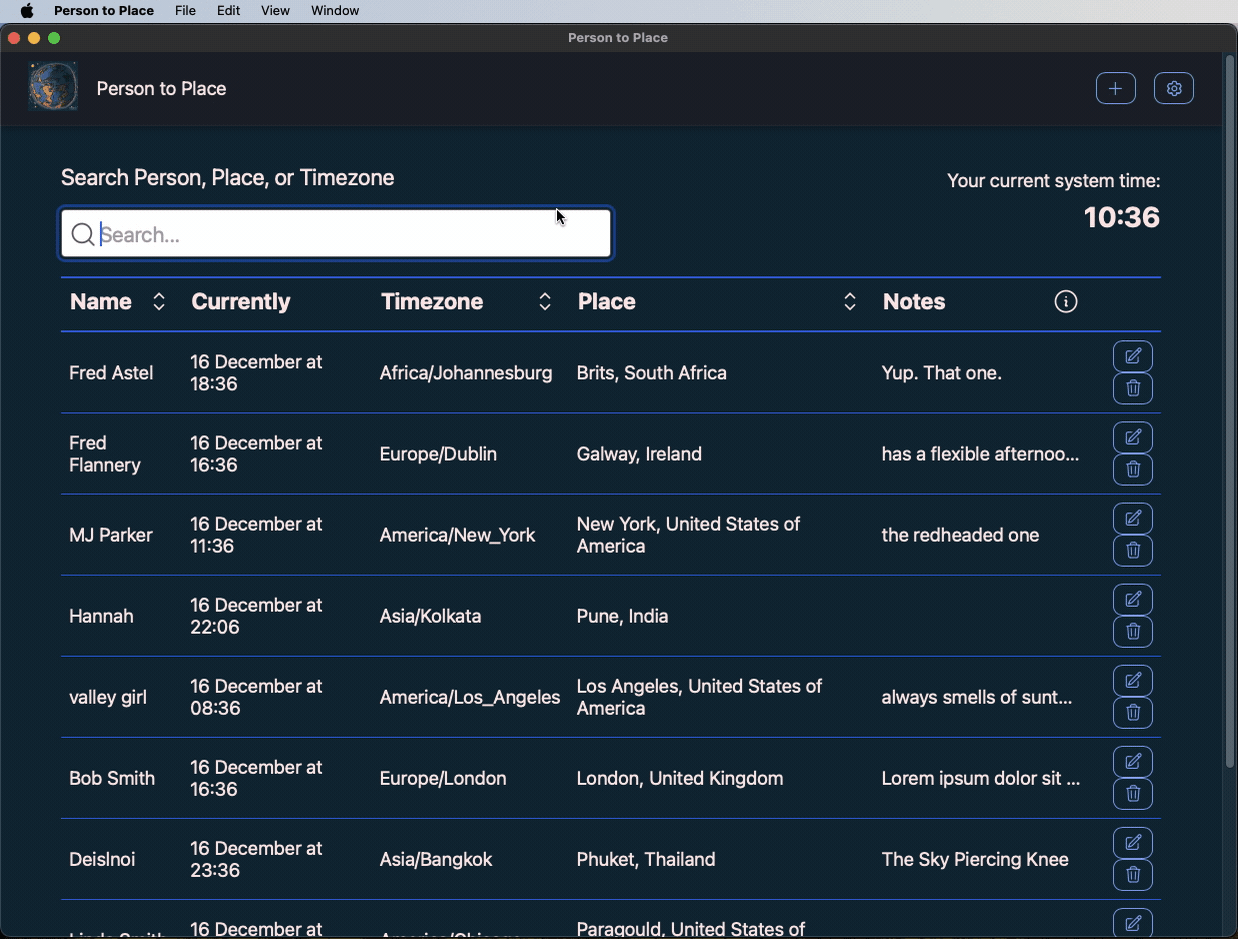 Person to Place File Edit View Window
Person to Place
Person to Place
Search Person, Place, or Timezone
Your current system time:
10:36
Search...
Name Currently Timezone Place Notes
Fred Astel 16 December at 18:36 Africa/Johannesburg Brits, South Africa Yup. That one.
Fred Flannery 16 December at 16:36 Europe/Dublin Galway, Ireland has a flexible afternoo...
MJ Parker 16 December at 11:36 America/New_York New York, United States of America the redheaded one
Hannah 16 December at 22:06 Asia/Kolkata Pune, India
valley girl 16 December at 08:36 America/Los_Angeles Los Angeles, United States of America always smells of sunt...
Bob Smith 16 December at 16:36 Europe/London London, United Kingdom Lorem ipsum dolor sit ...
Deislnoi 16 December at 23:36 Asia/Bangkok Phuket, Thailand The Sky Piercing Knee
16 December at Paragould, United States of